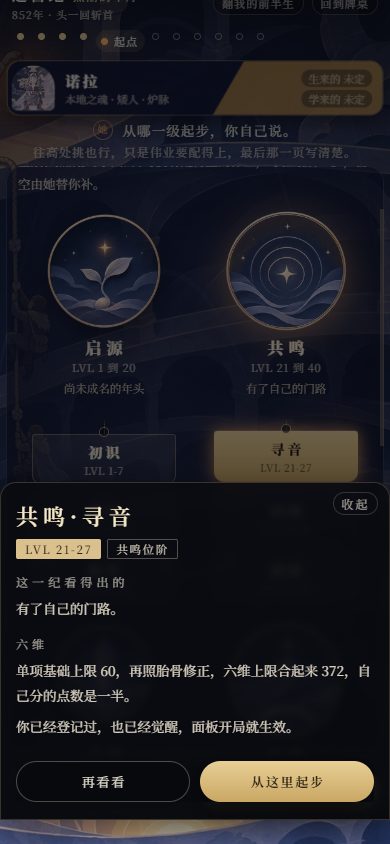 852年 · 头一回斩首
翻我的前半生
回到牌桌
起点
诺拉
本地之魂 · 矮人 · 炉脉
生来的 未定
学来的 未定
她 从哪一级起步，你自己说。
往高处挑也行，只是伟业要配得上，最后那一页写清楚。
空由她替你补。
启源
LVL 1 到 20
尚未成名的年头
共鸣
LVL 21 到 40
有了自己的门路
初识
LVL 1-7
寻音
LVL 21-27
收起
共鸣·寻音
LVL 21-27
共鸣位阶
这一纪看得出的
有了自己的门路。
六维
单项基础上限 60，再照胎骨修正，六维上限合起来 372，自
己分的点数是一半。
你已经登记过，也已经觉醒，面板开局就生效。
再看看
从这里起步